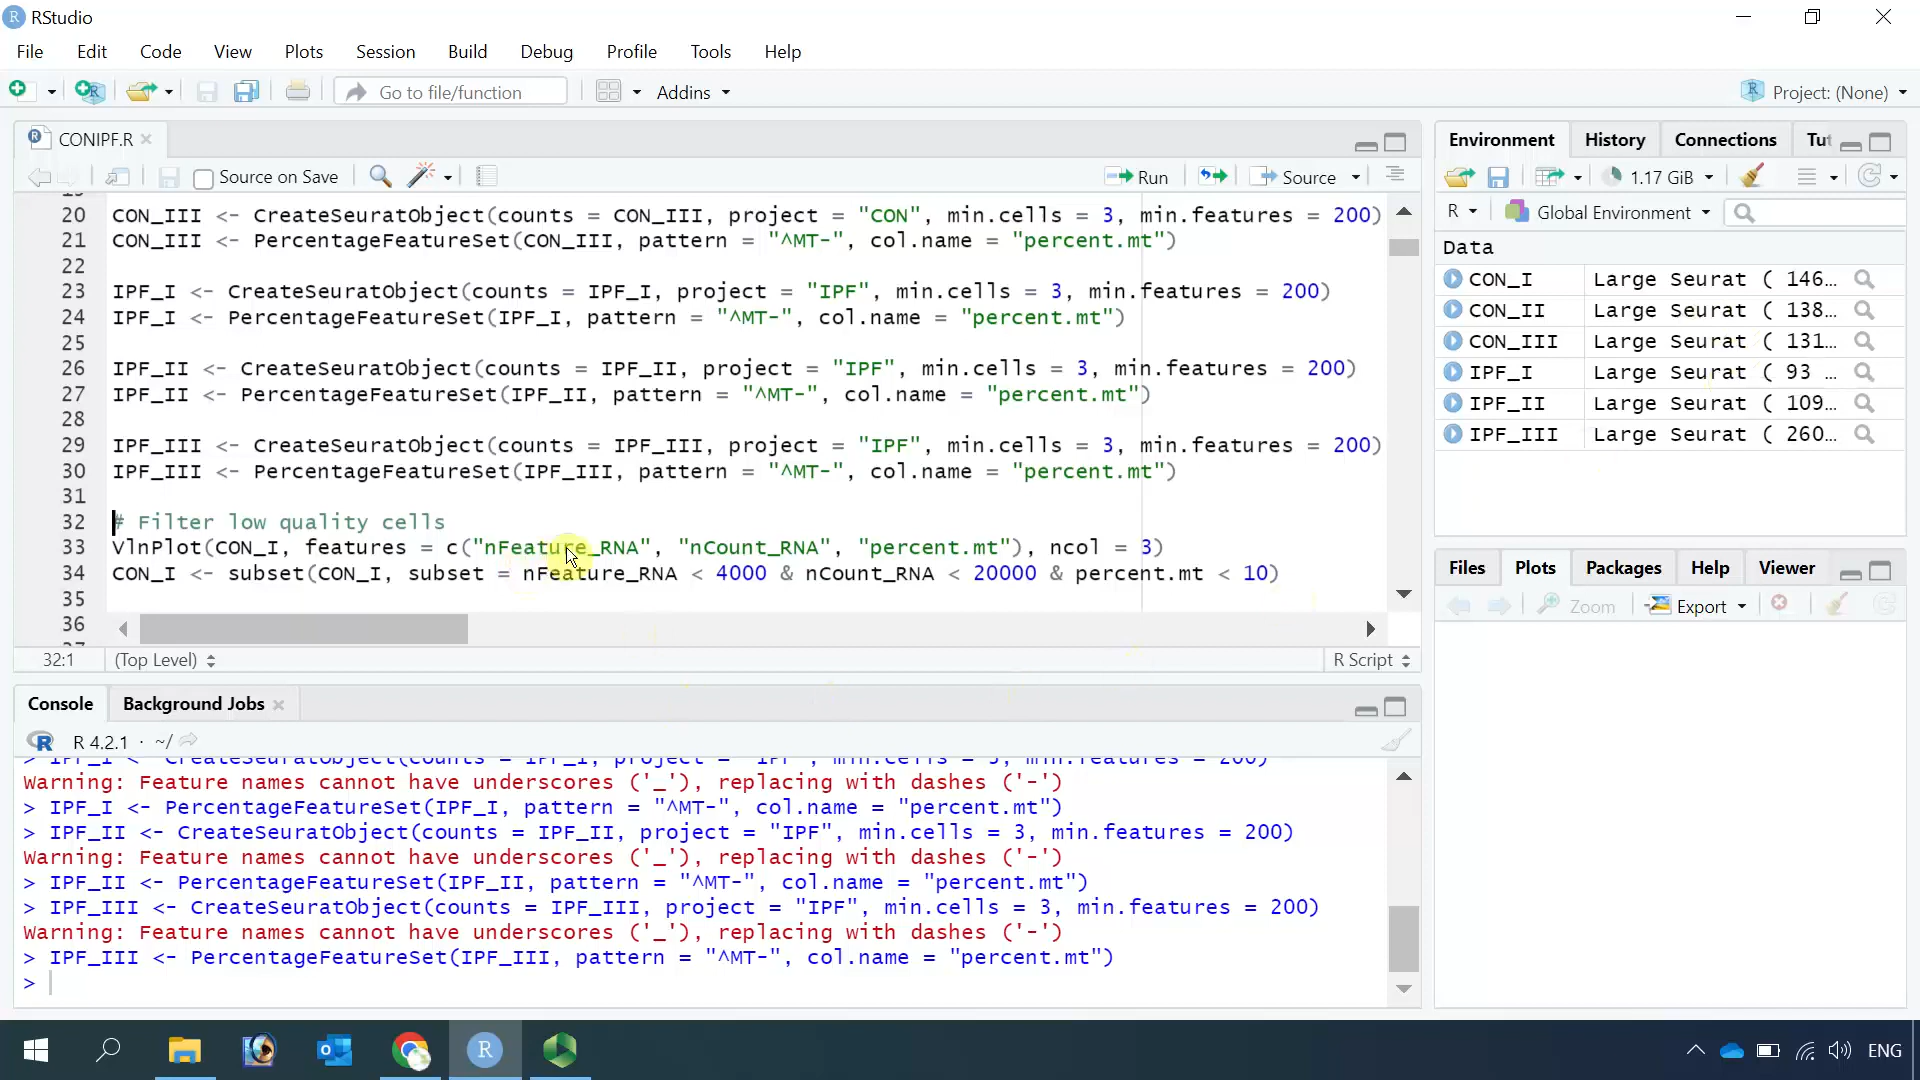 RStudio
File Edit Code View Plots Session Build Debug Profile Tools Help
Go to file/function Addins Project: (None)
CONIPF.R
Source on Save Run Source
20 CON_III <- CreateSeuratObject(counts = CON_III, project = "CON", min.cells = 3, min.features = 200)
21 CON_III <- PercentageFeatureSet(CON_III, pattern = "^MT-", col.name = "percent.mt")
22
23 IPF_I <- CreateSeuratObject(counts = IPF_I, project = "IPF", min.cells = 3, min.features = 200)
24 IPF_I <- PercentageFeatureSet(IPF_I, pattern = "^MT-", col.name = "percent.mt")
25
26 IPF_II <- CreateSeuratObject(counts = IPF_II, project = "IPF", min.cells = 3, min.features = 200)
27 IPF_II <- PercentageFeatureSet(IPF_II, pattern = "^MT-", col.name = "percent.mt")
28
29 IPF_III <- CreateSeuratObject(counts = IPF_III, project = "IPF", min.cells = 3, min.features = 200)
30 IPF_III <- PercentageFeatureSet(IPF_III, pattern = "^MT-", col.name = "percent.mt")
31
32 # Filter low quality cells
33 VlnPlot(CON_I, features = c("nFeature_RNA", "nCount_RNA", "percent.mt"), ncol = 3)
34 CON_I <- subset(CON_I, subset = nFeature_RNA < 4000 & nCount_RNA < 20000 & percent.mt < 10)
35
36
32:1 (Top Level) R Script
Console Background Jobs
R 4.2.1 · ~/
> IPF_I <- CreateSeuratObject(counts = IPF_I, project = "IPF", min.cells = 3, min.features = 200)
Warning: Feature names cannot have underscores ('_'), replacing with dashes ('-')
> IPF_I <- PercentageFeatureSet(IPF_I, pattern = "^MT-", col.name = "percent.mt")
> IPF_II <- CreateSeuratObject(counts = IPF_II, project = "IPF", min.cells = 3, min.features = 200)
Warning: Feature names cannot have underscores ('_'), replacing with dashes ('-')
> IPF_II <- PercentageFeatureSet(IPF_II, pattern = "^MT-", col.name = "percent.mt")
> IPF_III <- CreateSeuratObject(counts = IPF_III, project = "IPF", min.cells = 3, min.features = 200)
Warning: Feature names cannot have underscores ('_'), replacing with dashes ('-')
> IPF_III <- PercentageFeatureSet(IPF_III, pattern = "^MT-", col.name = "percent.mt")
>
Environment History Connections Tut
1.17 GiB
R Global Environment
Data
CON_I Large Seurat ( 146…
CON_II Large Seurat ( 138…
CON_III Large Seurat ( 131…
IPF_I Large Seurat ( 93 …
IPF_II Large Seurat ( 109…
IPF_III Large Seurat ( 260…
Files Plots Packages Help Viewer
Zoom Export
ENG